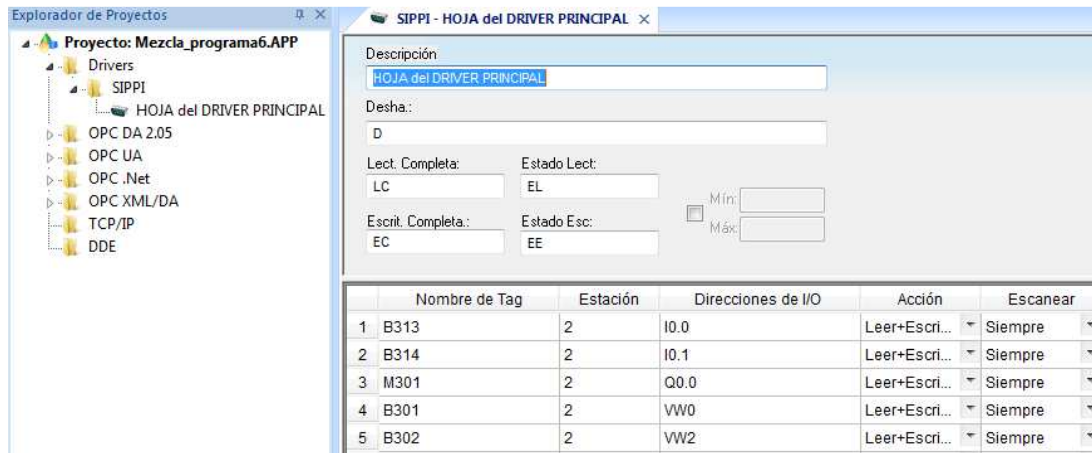 Explorador de Proyectos
Proyecto: Mezcla_programa6.APP
Drivers
SIPPI
HOJA del DRIVER PRINCIPAL
OPC DA 2.05
OPC UA
OPC .Net
OPC XML/DA
TCP/IP
DDE
SIPPI - HOJA del DRIVER PRINCIPAL
Descripción
HOJA del DRIVER PRINCIPAL
Desha.:
D
Lect. Completa: Estado Lect:
LC EL
Mín:
Escrit. Completa.: Estado Esc:
Máx:
EC EE
Nombre de Tag Estación Direcciones de I/O Acción Escanear
1 B313 2 I0.0 Leer+Escri... Siempre
2 B314 2 I0.1 Leer+Escri... Siempre
3 M301 2 Q0.0 Leer+Escri... Siempre
4 B301 2 VW0 Leer+Escri... Siempre
5 B302 2 VW2 Leer+Escri... Siempre